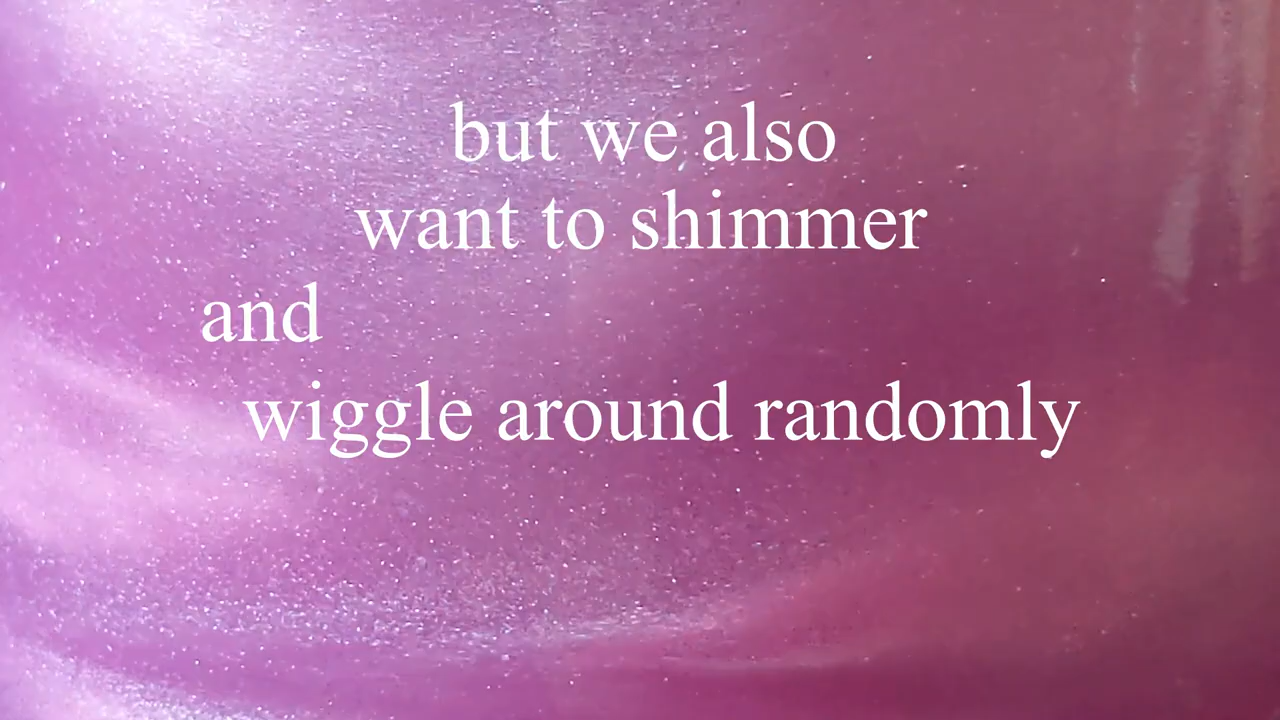 but we also
want to shimmer
and
wiggle around randomly